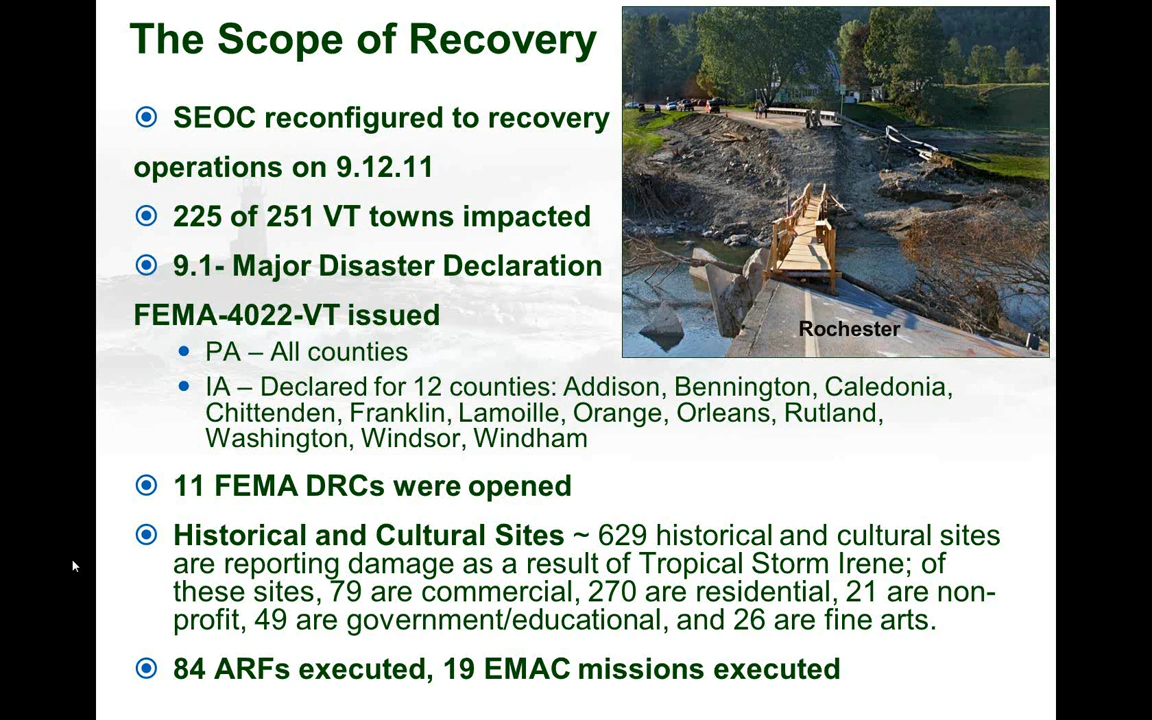 The Scope of Recovery
SEOC reconfigured to recovery
operations on 9.12.11
225 of 251 VT towns impacted
9.1- Major Disaster Declaration
FEMA-4022-VT issued
PA – All counties
IA – Declared for 12 counties: Addison, Bennington, Caledonia,
Chittenden, Franklin, Lamoille, Orange, Orleans, Rutland,
Washington, Windsor, Windham
Rochester
11 FEMA DRCs were opened
Historical and Cultural Sites ~ 629 historical and cultural sites
are reporting damage as a result of Tropical Storm Irene; of
these sites, 79 are commercial, 270 are residential, 21 are non-
profit, 49 are government/educational, and 26 are fine arts.
84 ARFs executed, 19 EMAC missions executed